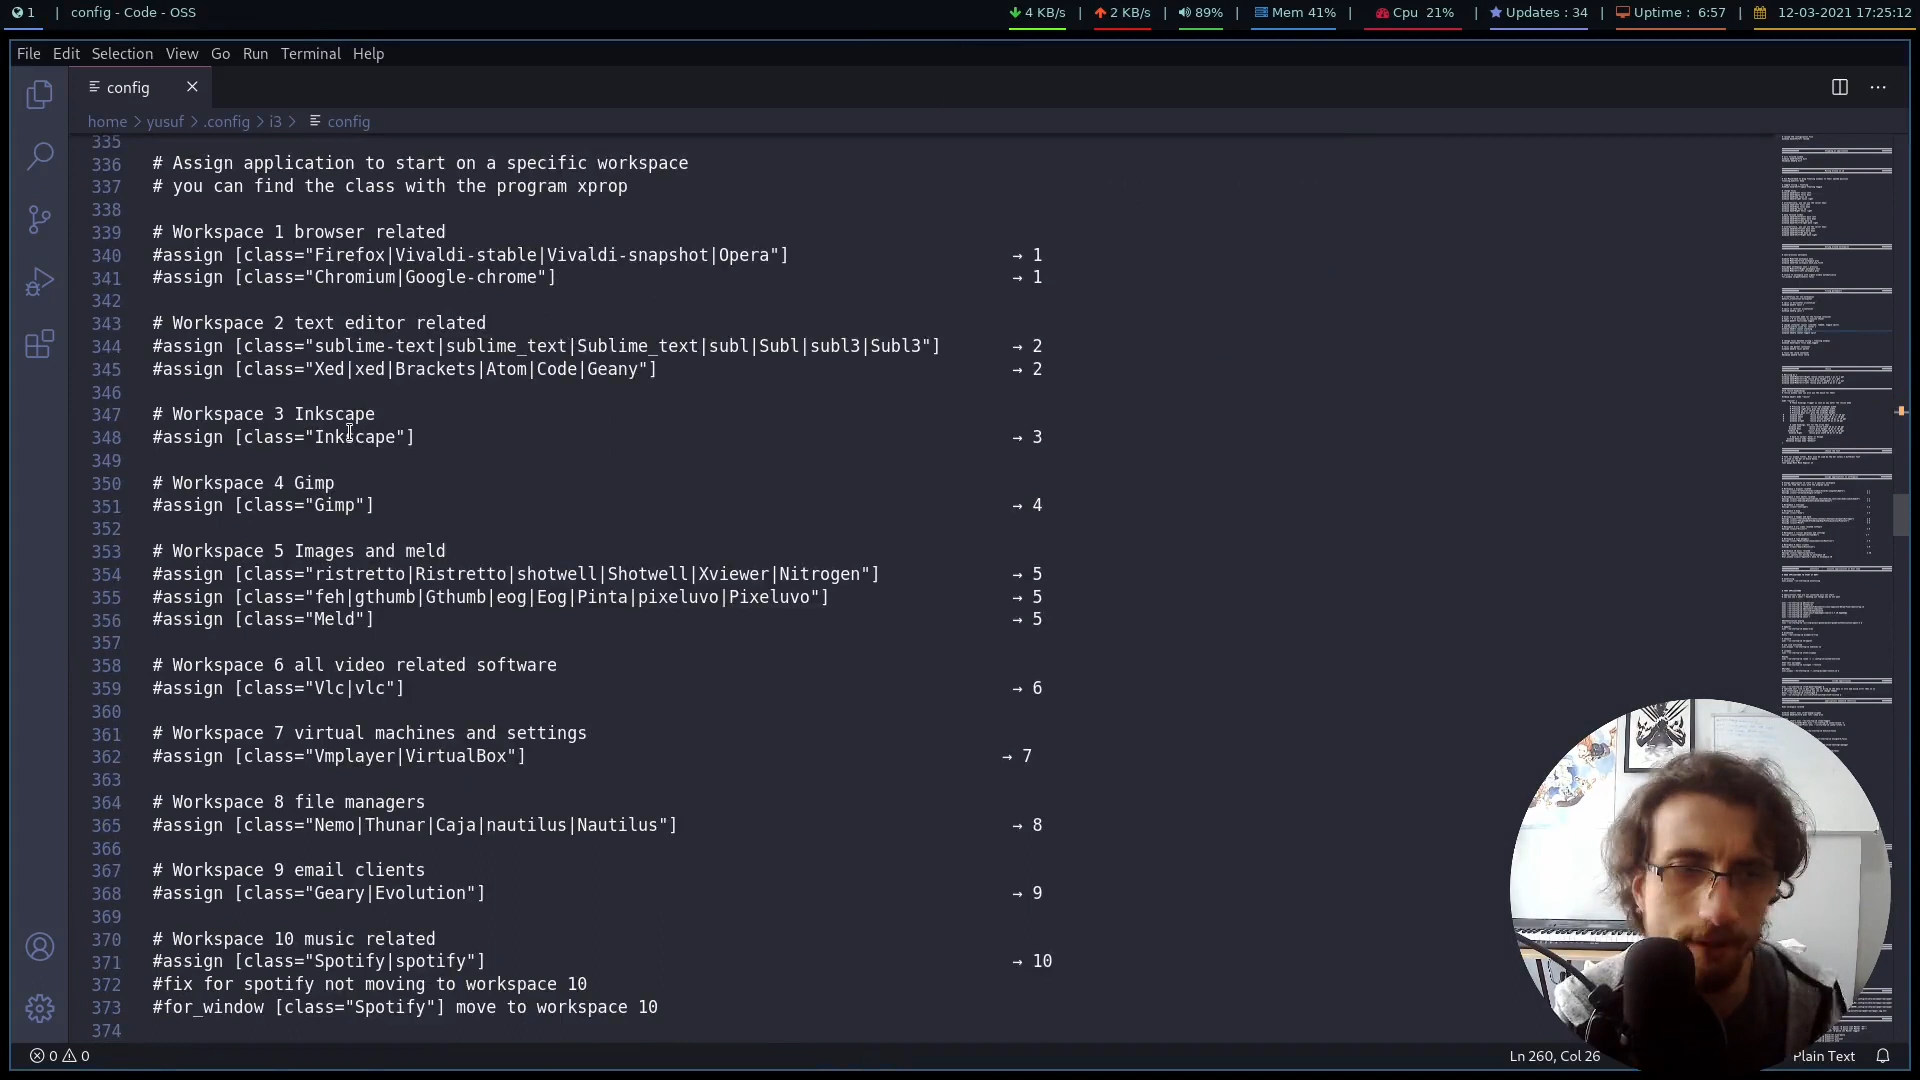 1 | config - Code - OSS 4 KB/s | 2 KB/s | 89% | Mem 41% | Cpu 21% | Updates : 34 | Uptime : 6:57 | 12-03-2021 17:25:12
File Edit Selection View Go Run Terminal Help
config
home > yusuf > .config > i3 > config
335
336 # Assign application to start on a specific workspace
337 # you can find the class with the program xprop
338
339 # Workspace 1 browser related
340 #assign [class="Firefox|Vivaldi-stable|Vivaldi-snapshot|Opera"] → 1
341 #assign [class="Chromium|Google-chrome"] → 1
342
343 # Workspace 2 text editor related
344 #assign [class="sublime-text|sublime_text|Sublime_text|subl|Subl|subl3|Subl3"] → 2
345 #assign [class="Xed|xed|Brackets|Atom|Code|Geany"] → 2
346
347 # Workspace 3 Inkscape
348 #assign [class="Inkscape"] → 3
349
350 # Workspace 4 Gimp
351 #assign [class="Gimp"] → 4
352
353 # Workspace 5 Images and meld
354 #assign [class="ristretto|Ristretto|shotwell|Shotwell|Xviewer|Nitrogen"] → 5
355 #assign [class="feh|gthumb|Gthumb|eog|Eog|Pinta|pixeluvo|Pixeluvo"] → 5
356 #assign [class="Meld"] → 5
357
358 # Workspace 6 all video related software
359 #assign [class="Vlc|vlc"] → 6
360
361 # Workspace 7 virtual machines and settings
362 #assign [class="Vmplayer|VirtualBox"] → 7
363
364 # Workspace 8 file managers
365 #assign [class="Nemo|Thunar|Caja|nautilus|Nautilus"] → 8
366
367 # Workspace 9 email clients
368 #assign [class="Geary|Evolution"] → 9
369
370 # Workspace 10 music related
371 #assign [class="Spotify|spotify"] → 10
372 #fix for spotify not moving to workspace 10
373 #for_window [class="Spotify"] move to workspace 10
374
0 0 Ln 260, Col 26 Plain Text